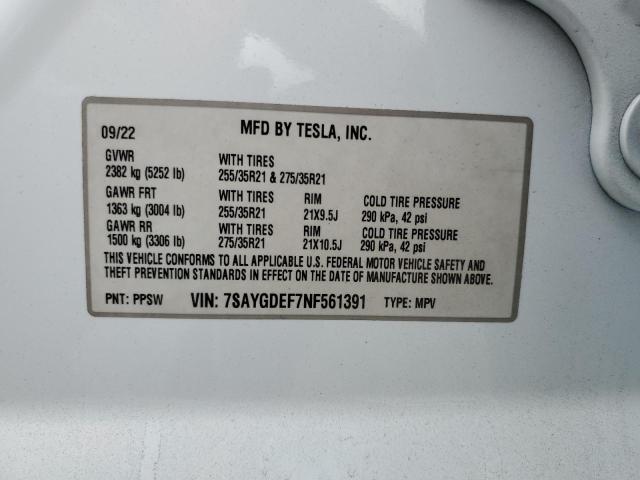 09/22 MFD BY TESLA, INC.
GVWR WITH TIRES
2382 kg (5252 lb) 255/35R21 & 275/35R21
GAWR FRT WITH TIRES RIM COLD TIRE PRESSURE
1363 kg (3004 lb) 255/35R21 21X9.5J 290 kPa, 42 psi
GAWR RR WITH TIRES RIM COLD TIRE PRESSURE
1500 kg (3306 lb) 275/35R21 21X10.5J 290 kPa, 42 psi
THIS VEHICLE CONFORMS TO ALL APPLICABLE U.S. FEDERAL MOTOR VEHICLE SAFETY AND
THEFT PREVENTION STANDARDS IN EFFECT ON THE DATE OF MANUFACTURE SHOWN ABOVE.
PNT: PPSW VIN: 7SAYGDEF7NF561391 TYPE: MPV